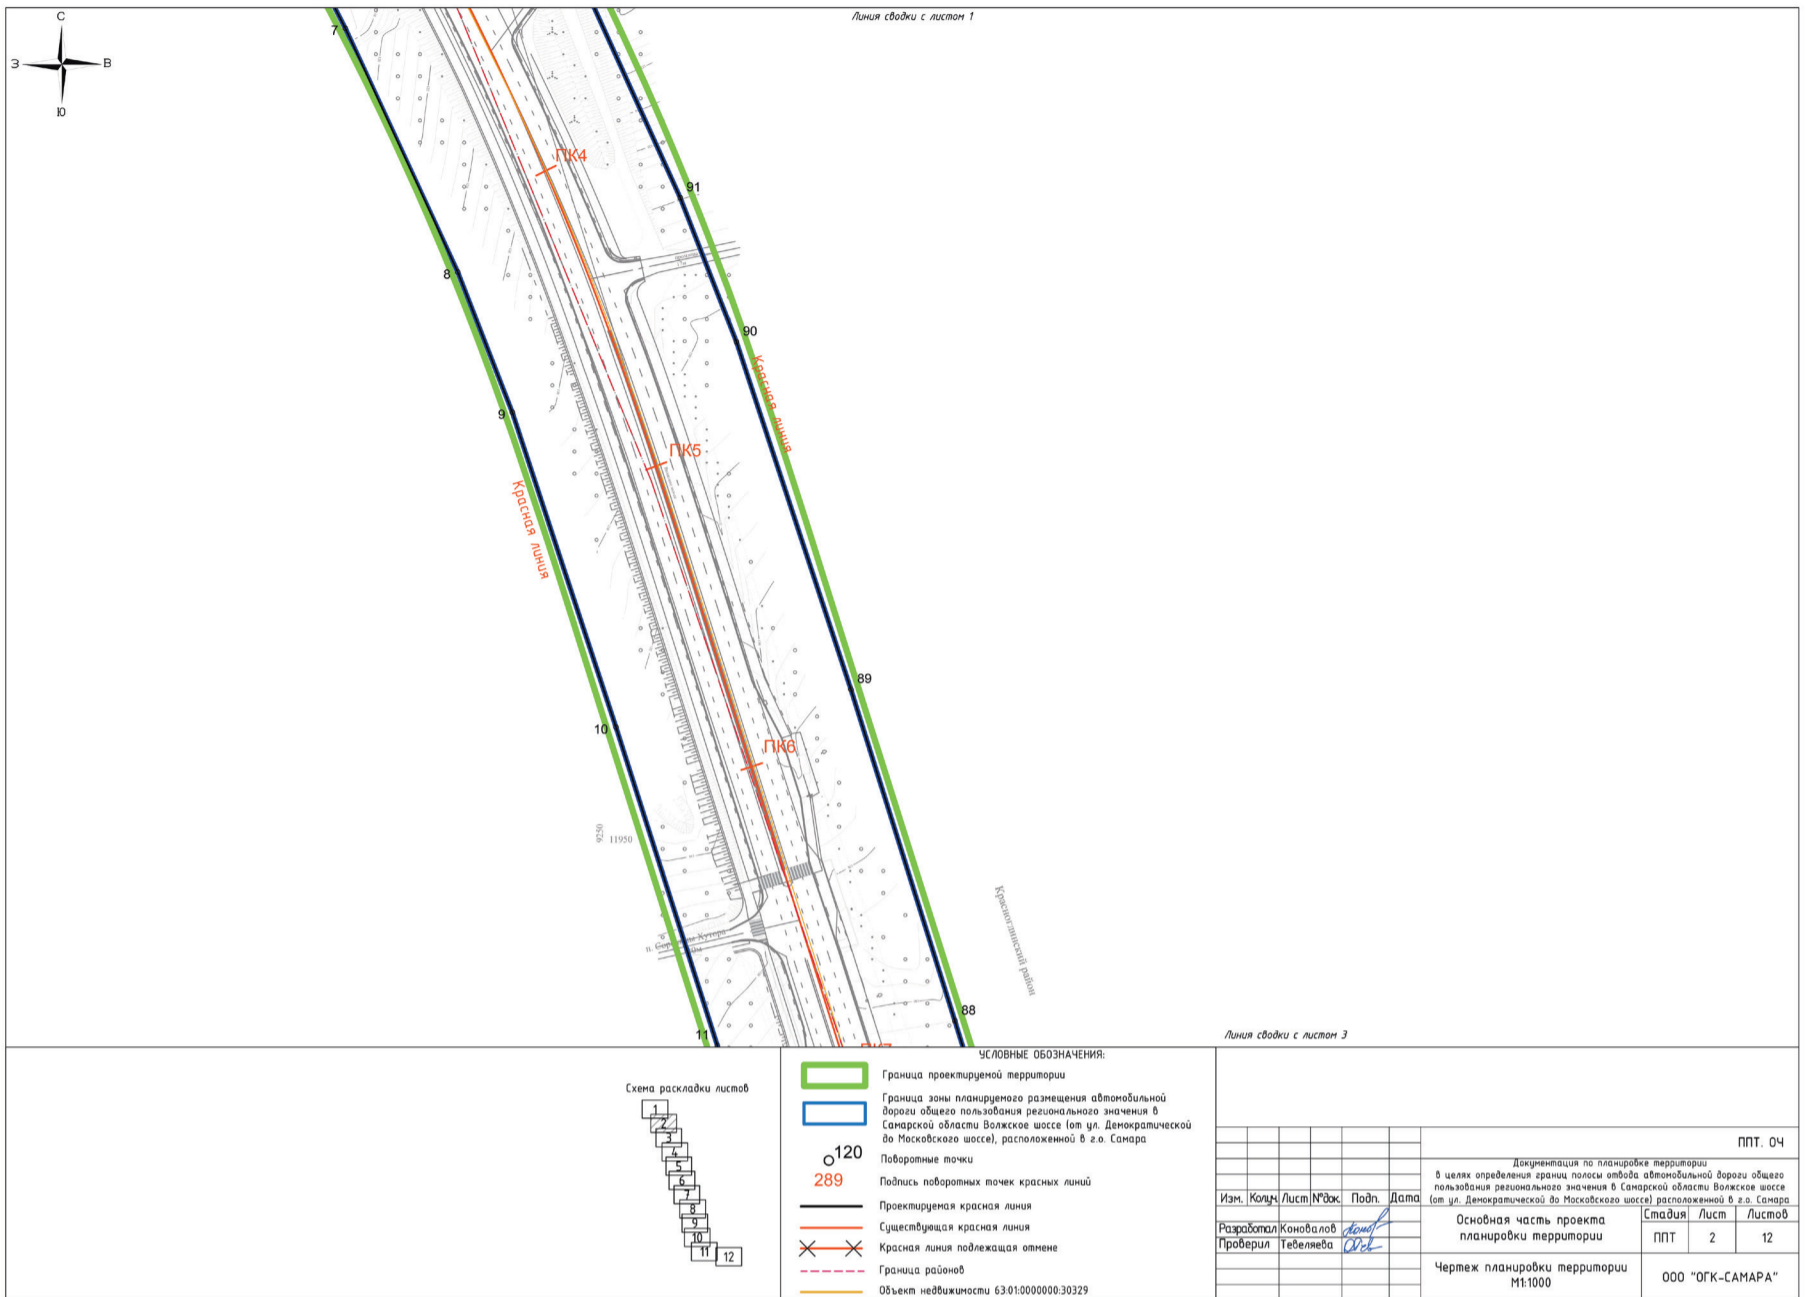 Линия сводки с листом 1
С
З
В
Ю
7
ПК4
91
8
90
Красная линия
9
ПК5
Красная линия
89
10
ПК6
9250
11950
Красноглинский район
88
11
Линия сводки с листом 3
Схема раскладки листов
1
2
3
4
5
6
7
8
9
10
11
12
УСЛОВНЫЕ ОБОЗНАЧЕНИЯ:
Граница проектируемой территории
Граница зоны планируемого размещения автомобильной
дороги общего пользования регионального значения в
Самарской области Волжское шоссе (от ул. Демократической
до Московского шоссе), расположенной в г.о. Самара
120
Поворотные точки
289
Подпись поворотных точек красных линий
Проектируемая красная линия
Существующая красная линия
Красная линия подлежащая отмене
Граница районов
Объект недвижимости 63:01:0000000:30329
ППТ. ОЧ
Документация по планировке территории
в целях определения границ полосы отвода автомобильной дороги общего
пользования регионального значения в Самарской области Волжское шоссе
(от ул. Демократической до Московского шоссе) расположенной в г.о. Самара
Изм. Колуч Лист №док. Подп. Дата
Разработал Коновалов
Проверил Тевеляева
Основная часть проекта
планировки территории
Стадия Лист Листов
ППТ 2 12
Чертеж планировки территории
М1:1000
ООО "ОГК-САМАРА"